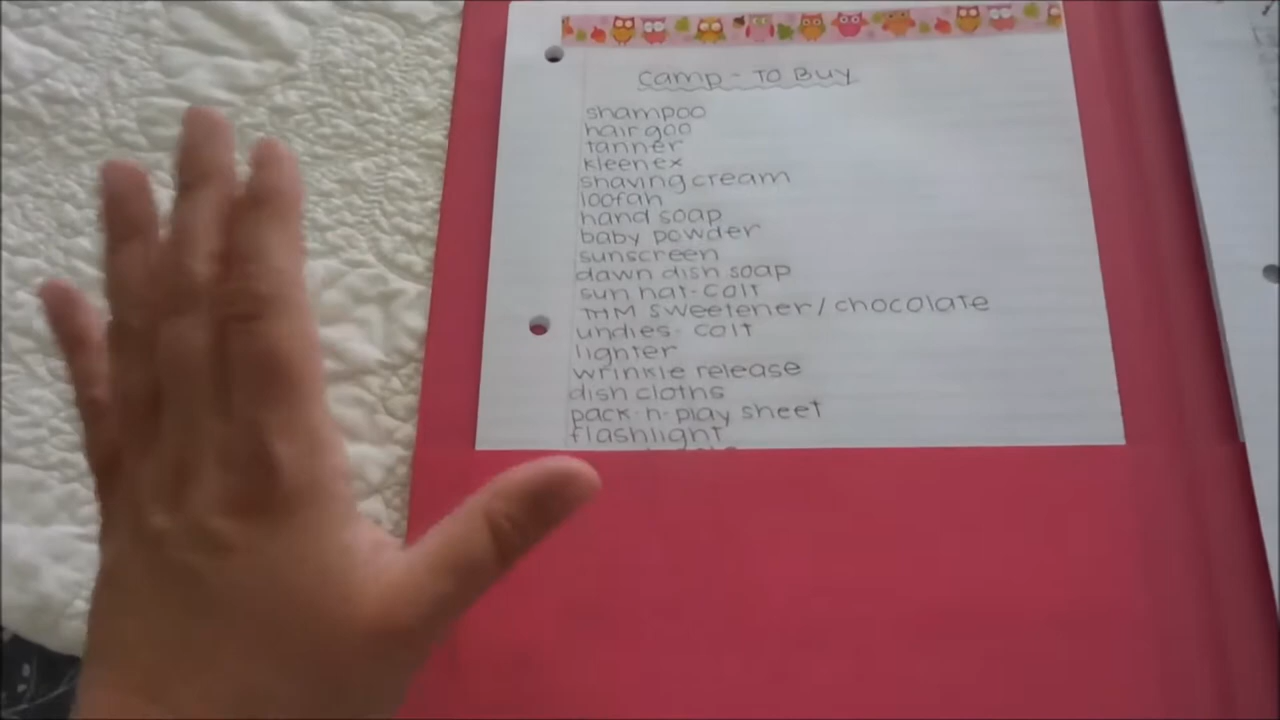 Camp - To Buy
shampoo
hair goo
tanner
kleenex
shaving cream
loofah
hand soap
baby powder
sunscreen
dawn dish soap
sun hat - Colt
THM sweetener / chocolate
undies - Colt
lighter
wrinkle release
dish cloths
pack-n-play sheet
flashlight